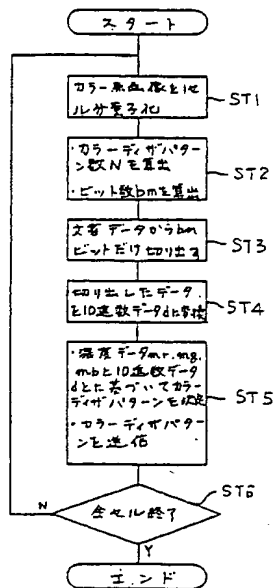 スタート
カラー原画像を1セ
ル分量子化
ST1
・カラーディザパター
ン数Nを算出
・ビット数bmを算出
ST2
文書データからbm
ビットだけ切り出す
ST3
切り出したデータ
を10進数データdに変換
ST4
・濃度データmr,mg,
mbと10進数データ
dとに基づいてカラー
ディザパターンを決定
・カラーディザパター
ンを送信
ST5
全セル終了
ST6
N
Y
エンド